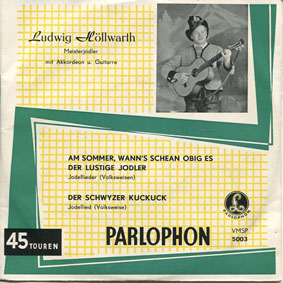 Ludwig Höllwarth
Meisterjodler
mit Akkordeon u. Guitarre
AM SOMMER, WANN'S SCHEAN OBIG ES
DER LUSTIGE JODLER
Jodellieder (Volksweisen)
DER SCHWYZER KUCKUCK
Jodellied (Volksweise)
PARLOPHON
45 TOUREN
PARLOPHON
VMSP
5003